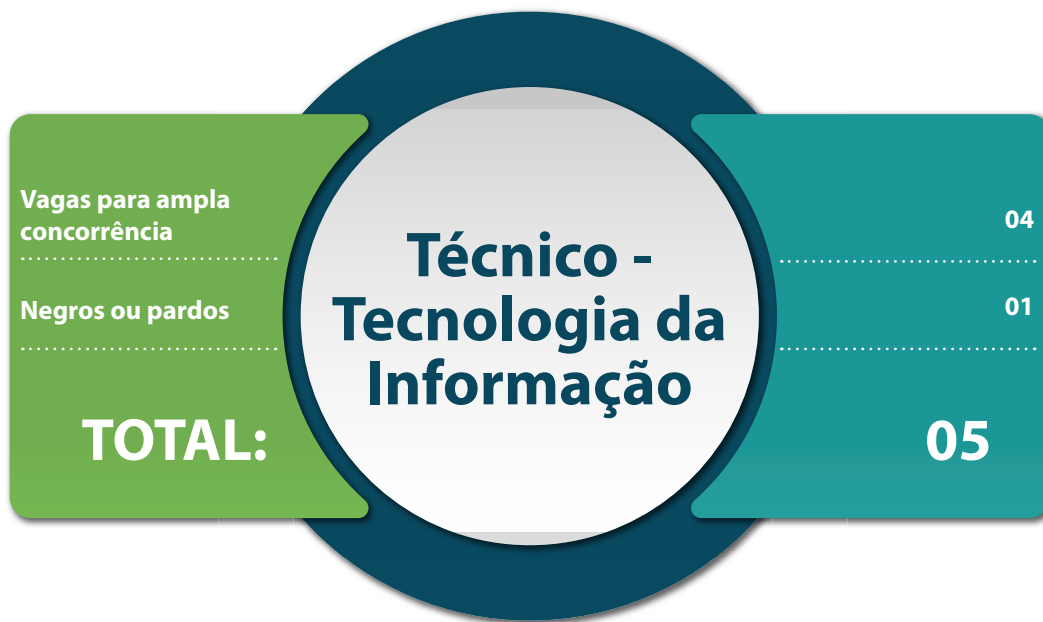 Vagas para ampla
concorrência
04
Negros ou pardos
01
TOTAL:
05
Técnico -
Tecnologia da
Informação